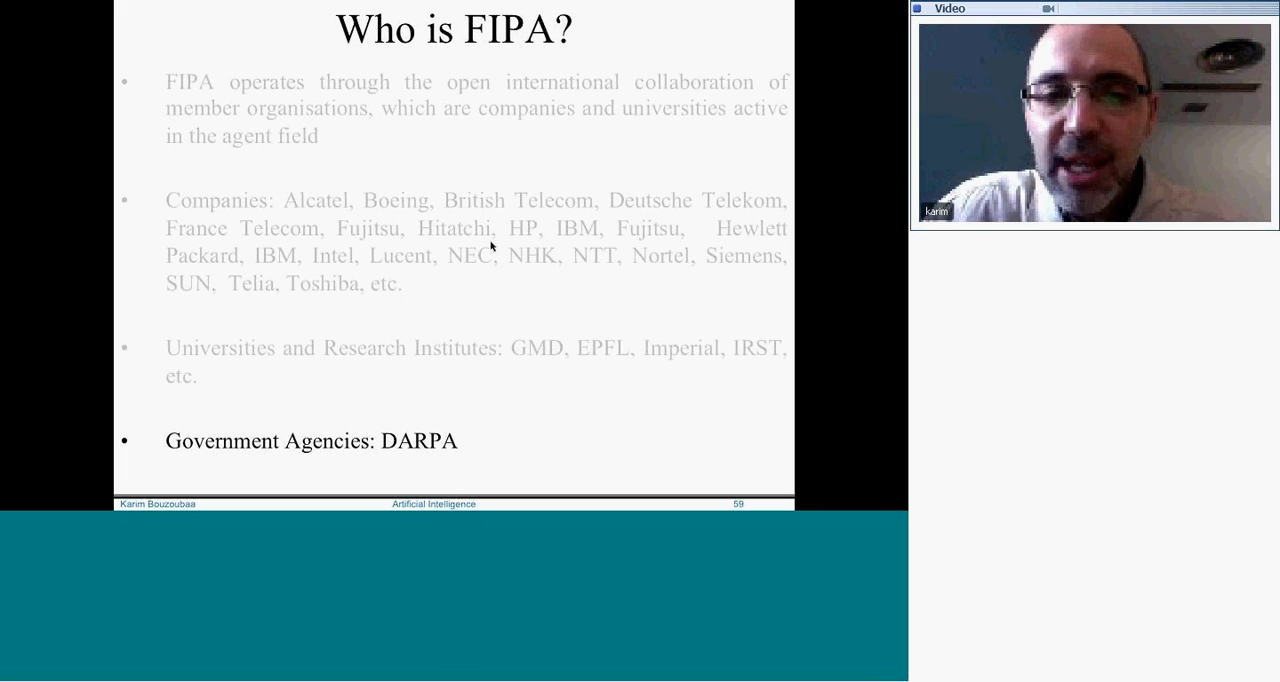 Who is FIPA?
• FIPA operates through the open international collaboration of
member organisations, which are companies and universities active
in the agent field
• Companies: Alcatel, Boeing, British Telecom, Deutsche Telekom,
France Telecom, Fujitsu, Hitatchi, HP, IBM, Fujitsu, Hewlett
Packard, IBM, Intel, Lucent, NEC, NHK, NTT, Nortel, Siemens,
SUN, Telia, Toshiba, etc.
• Universities and Research Institutes: GMD, EPFL, Imperial, IRST,
etc.
• Government Agencies: DARPA
Karim Bouzoubaa Artificial Intelligence 59
Video
karim